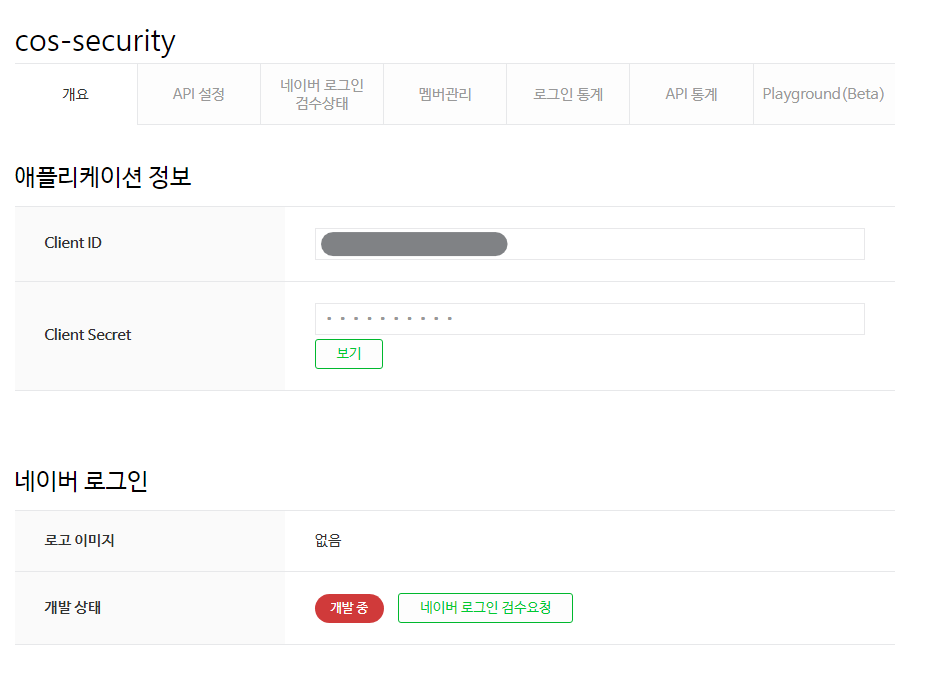 cos-security
개요
API 설정
네이버 로그인
검수상태
멤버관리
로그인 통계
API 통계
Playground(Beta)
애플리케이션 정보
Client ID
Client Secret
보기
네이버 로그인
로고 이미지
없음
개발 상태
개발 중
네이버 로그인 검수요청